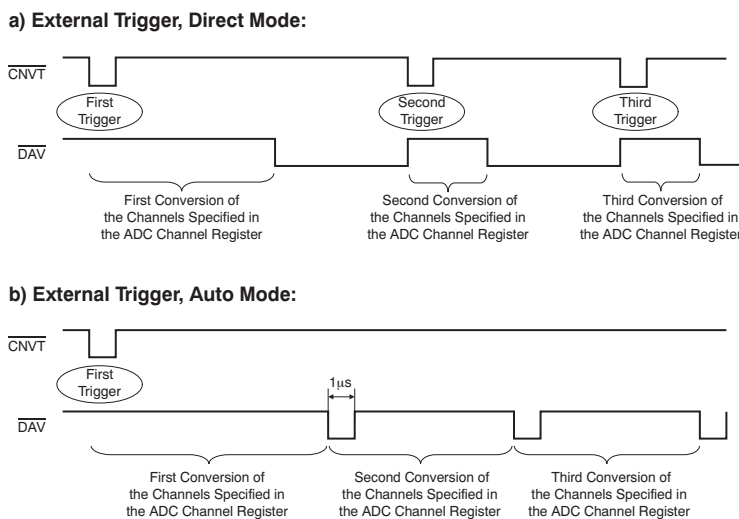 a) External Trigger, Direct Mode:
CNVT
First
Trigger
Second
Trigger
Third
Trigger
DAV
First Conversion of
the Channels Specified in
the ADC Channel Register
Second Conversion of
the Channels Specified in
the ADC Channel Register
Third Conversion of
the Channels Specified in
the ADC Channel Register
b) External Trigger, Auto Mode:
CNVT
First
Trigger
1μs
DAV
First Conversion of
the Channels Specified in
the ADC Channel Register
Second Conversion of
the Channels Specified in
the ADC Channel Register
Third Conversion of
the Channels Specified in
the ADC Channel Register